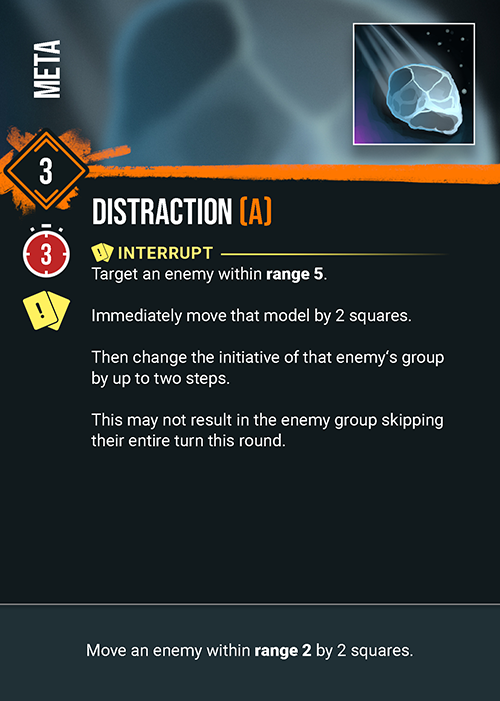 META
3
DISTRACTION (A)
3
! INTERRUPT
Target an enemy within range 5.
!
Immediately move that model by 2 squares.
Then change the initiative of that enemy‘s group
by up to two steps.
This may not result in the enemy group skipping
their entire turn this round.
Move an enemy within range 2 by 2 squares.